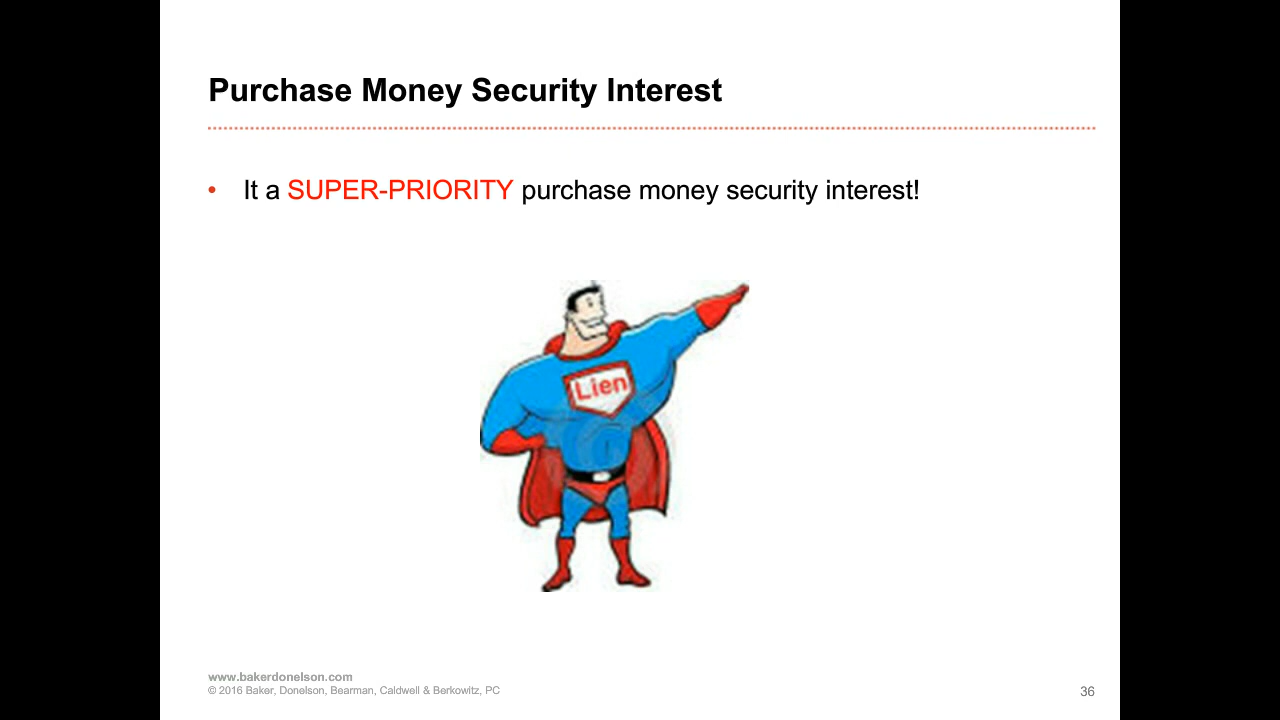 Purchase Money Security Interest
• It a SUPER-PRIORITY purchase money security interest!
Lien
www.bakerdonelson.com
© 2016 Baker, Donelson, Bearman, Caldwell & Berkowitz, PC
36